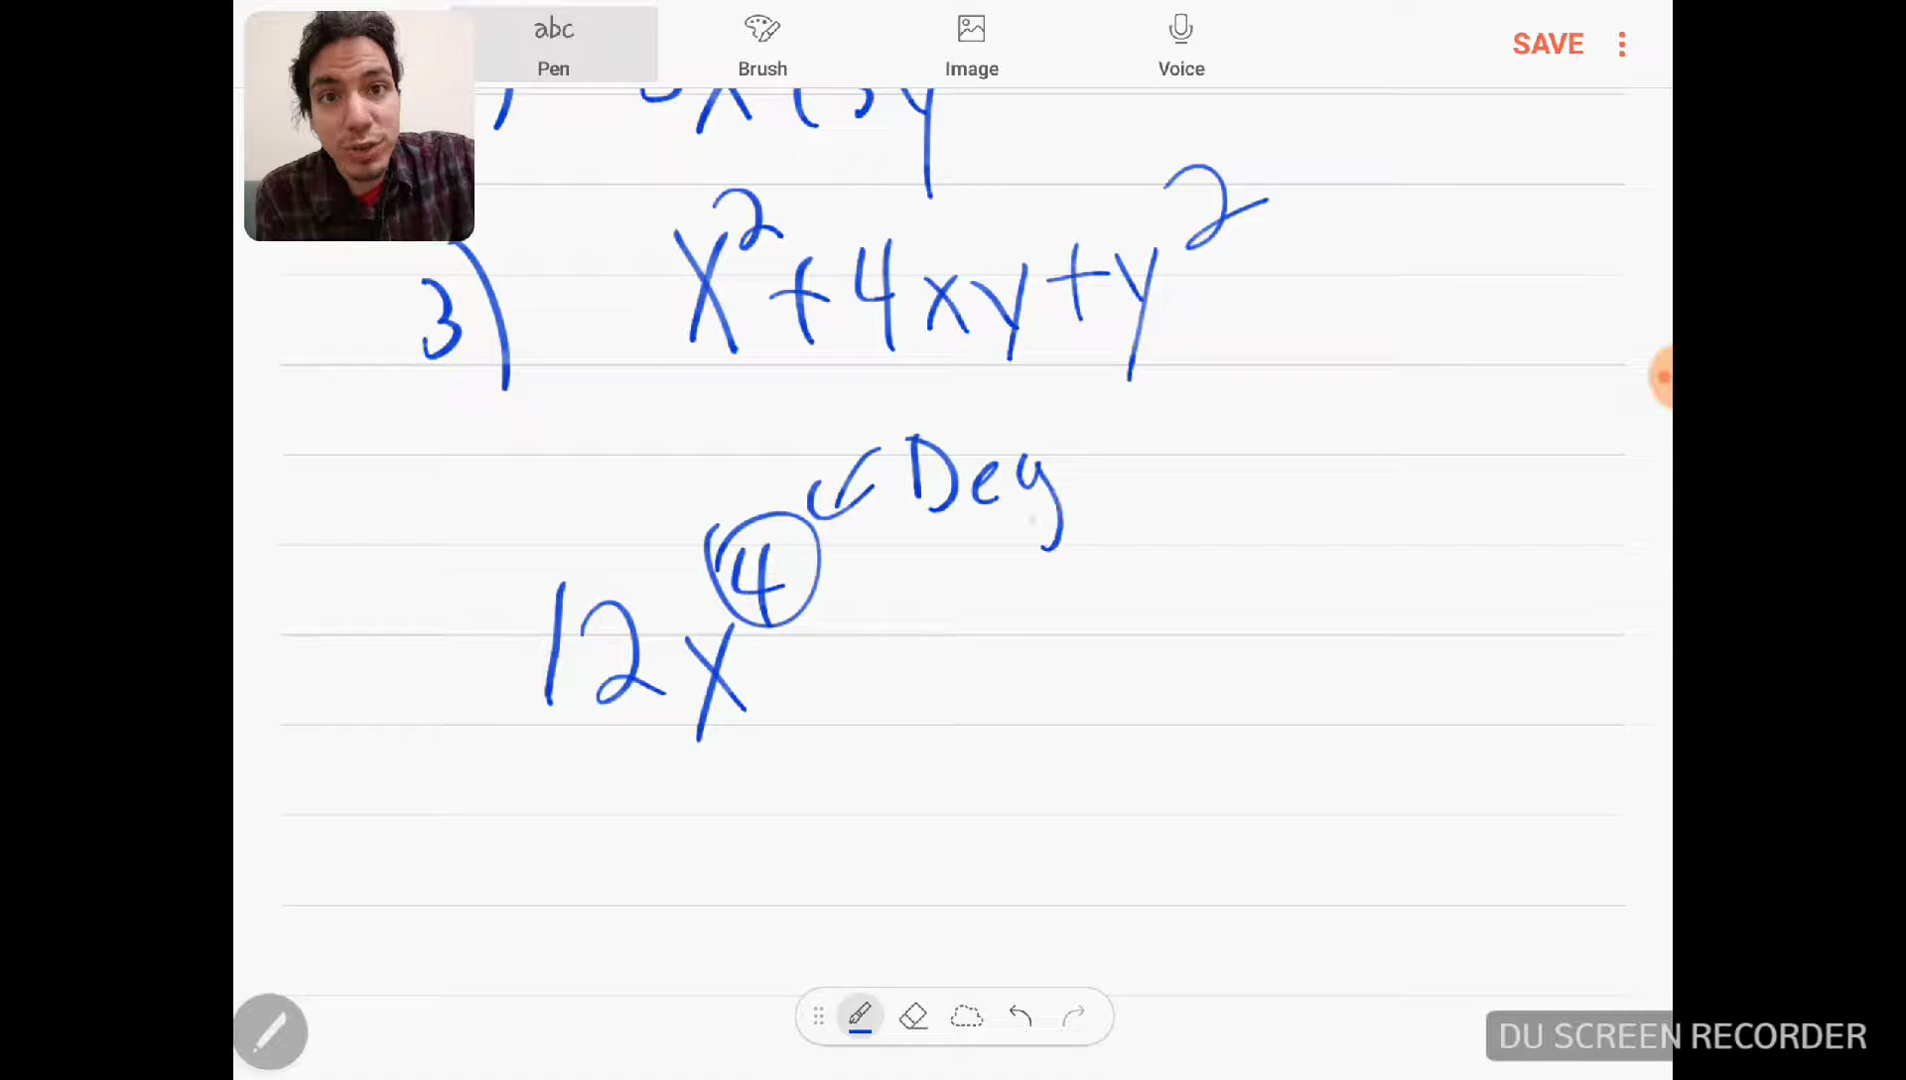 abc
Pen
Brush
Image
Voice
SAVE
3) x²+4xy+y²
Deg
12x⁴
DU SCREEN RECORDER